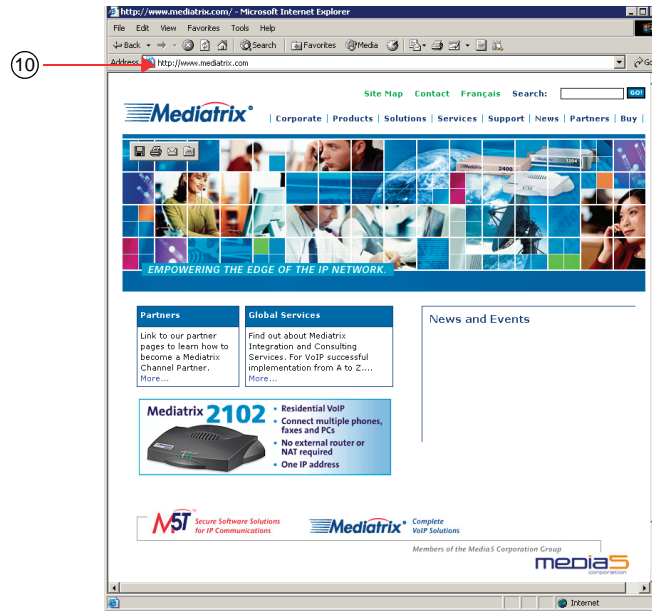 http://www.mediatrix.com/ - Microsoft Internet Explorer
File Edit View Favorites Tools Help
Back Search Favorites Media
10
Address http://www.mediatrix.com Go
Site Map Contact Français Search: GO!
Mediatrix
| Corporate | Products | Solutions | Services | Support | News | Partners | Buy |
2400
3204
EMPOWERING THE EDGE OF THE IP NETWORK.
Partners
Link to our partner
pages to learn how to
become a Mediatrix
Channel Partner.
More...
Global Services
Find out about Mediatrix
Integration and Consulting
Services. For VoIP successful
implementation from A to Z....
More...
News and Events
Mediatrix 2102
• Residential VoIP
• Connect multiple phones,
faxes and PCs
• No external router or
NAT required
• One IP address
M5T Secure Software Solutions
for IP Communications
Mediatrix Complete
VoIP Solutions
Members of the Media5 Corporation Group
media5
corporation
Internet